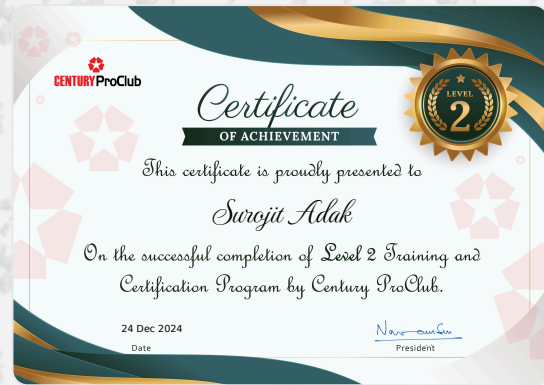 CENTURY ProClub
LEVEL
2
Certificate
OF ACHIEVEMENT
This certificate is proudly presented to
Surojit Adak
On the successful completion of Level 2 Training and
Certification Program by Century ProClub.
24 Dec 2024
Date
President